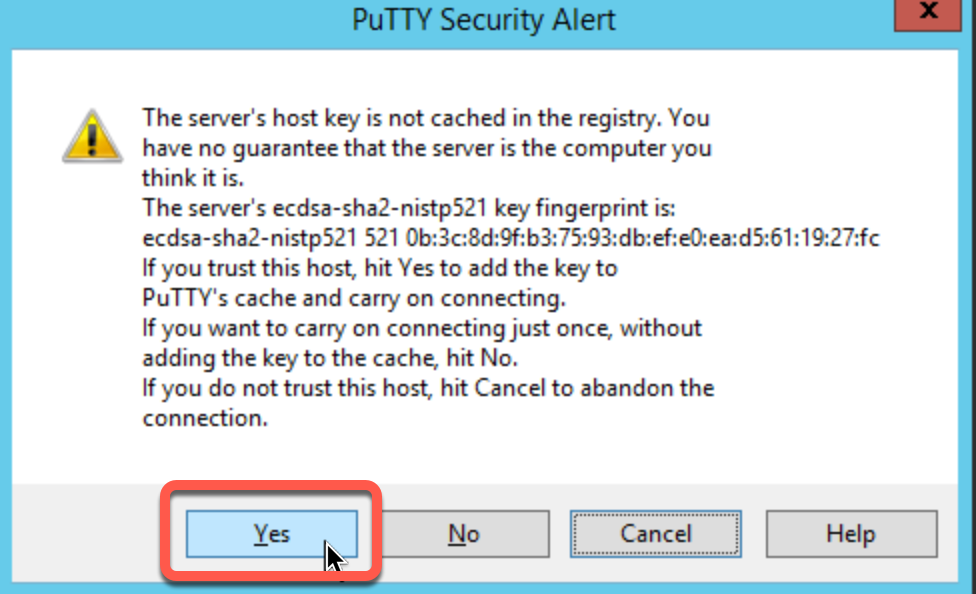 PuTTY Security Alert
x
The server's host key is not cached in the registry. You
have no guarantee that the server is the computer you
think it is.
The server's ecdsa-sha2-nistp521 key fingerprint is:
ecdsa-sha2-nistp521 521 0b:3c:8d:9f:b3:75:93:db:ef:e0:ea:d5:61:19:27:fc
If you trust this host, hit Yes to add the key to
PuTTY's cache and carry on connecting.
If you want to carry on connecting just once, without
adding the key to the cache, hit No.
If you do not trust this host, hit Cancel to abandon the
connection.
Yes No Cancel Help